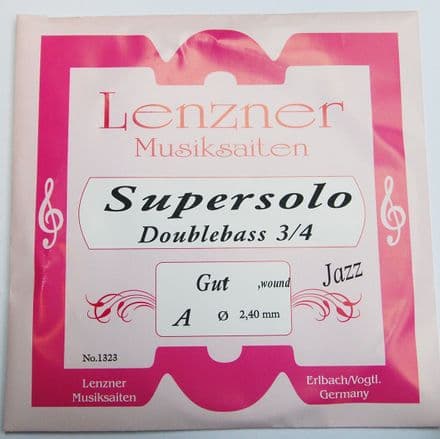 Lenzner
Musiksaiten
Supersolo
Doublebass 3/4
Gut ,wound
Jazz
A Ø 2,40 mm
No.1323
Lenzner
Musiksaiten
Erlbach/Vogtl.
Germany